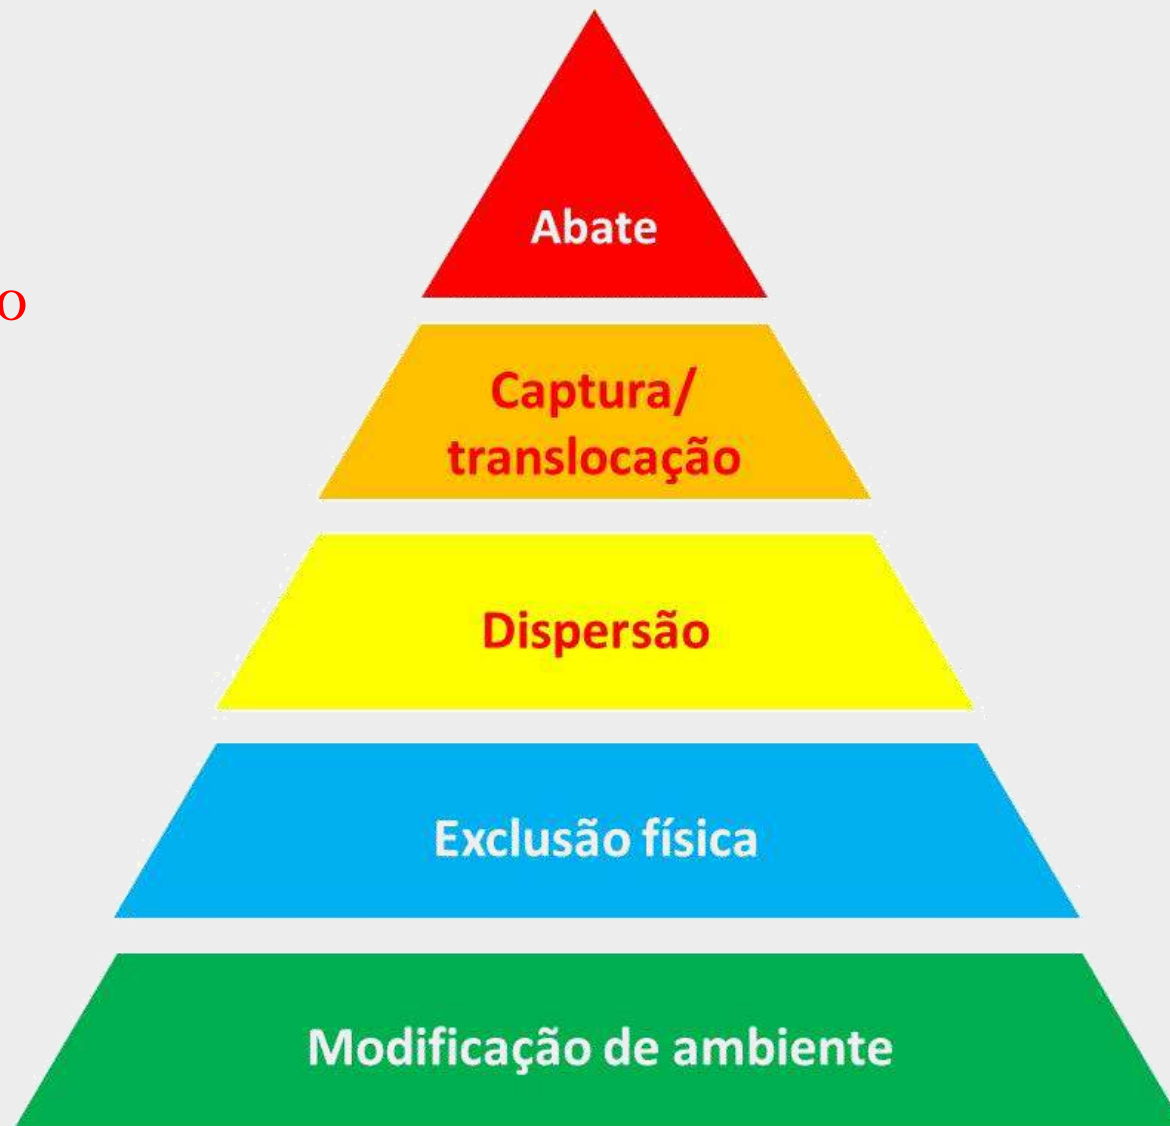 Abate
o
Captura/
translocação
Dispersão
Exclusão física
Modificação de ambiente